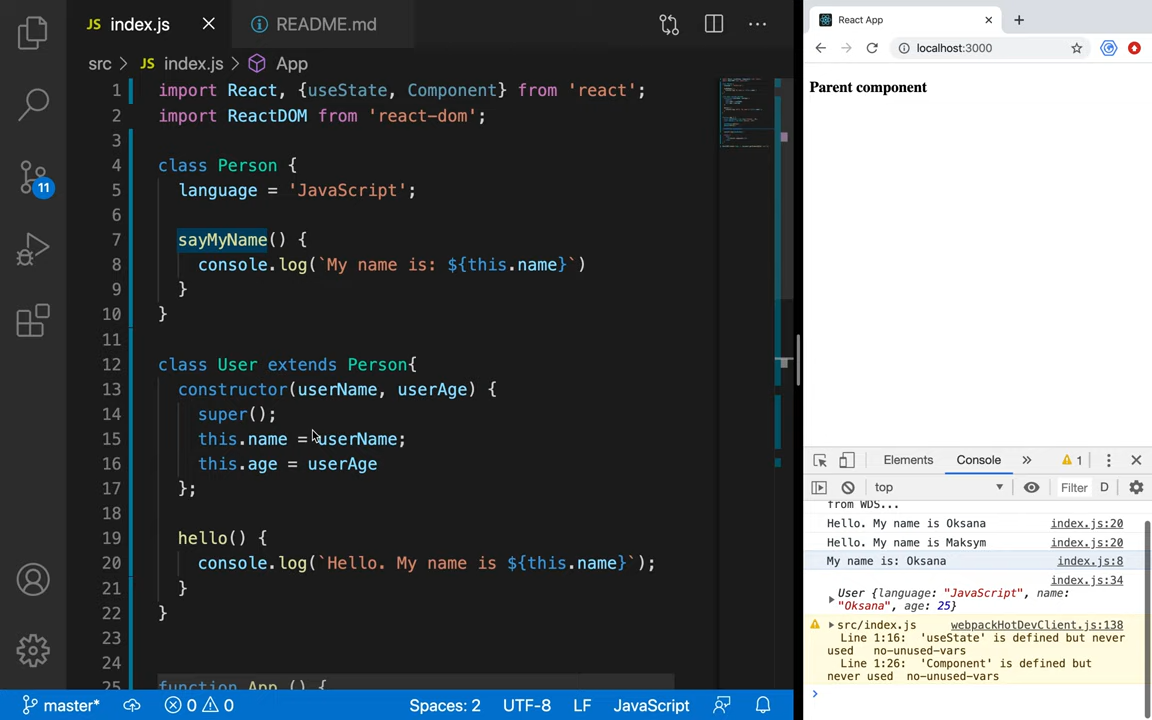 JS index.js
README.md
src > JS index.js > App
1 import React, {useState, Component} from 'react';
2 import ReactDOM from 'react-dom';
3
4 class Person {
5 language = 'JavaScript';
6
7 sayMyName() {
8 console.log(`My name is: ${this.name}`)
9 }
10 }
11
12 class User extends Person{
13 constructor(userName, userAge) {
14 super();
15 this.name = userName;
16 this.age = userAge
17 };
18
19 hello() {
20 console.log(`Hello. My name is ${this.name}`);
21 }
22 }
23
24
25 function App () {
11
master* 0 0 Spaces: 2 UTF-8 LF JavaScript
React App
localhost:3000
Parent component
Elements Console » 1
top Filter D
from WDS...
Hello. My name is Oksana index.js:20
Hello. My name is Maksym index.js:20
My name is: Oksana index.js:8
index.js:34
User {language: "JavaScript", name:
"Oksana", age: 25}
src/index.js webpackHotDevClient.js:138
Line 1:16: 'useState' is defined but never
used no-unused-vars
Line 1:26: 'Component' is defined but
never used no-unused-vars